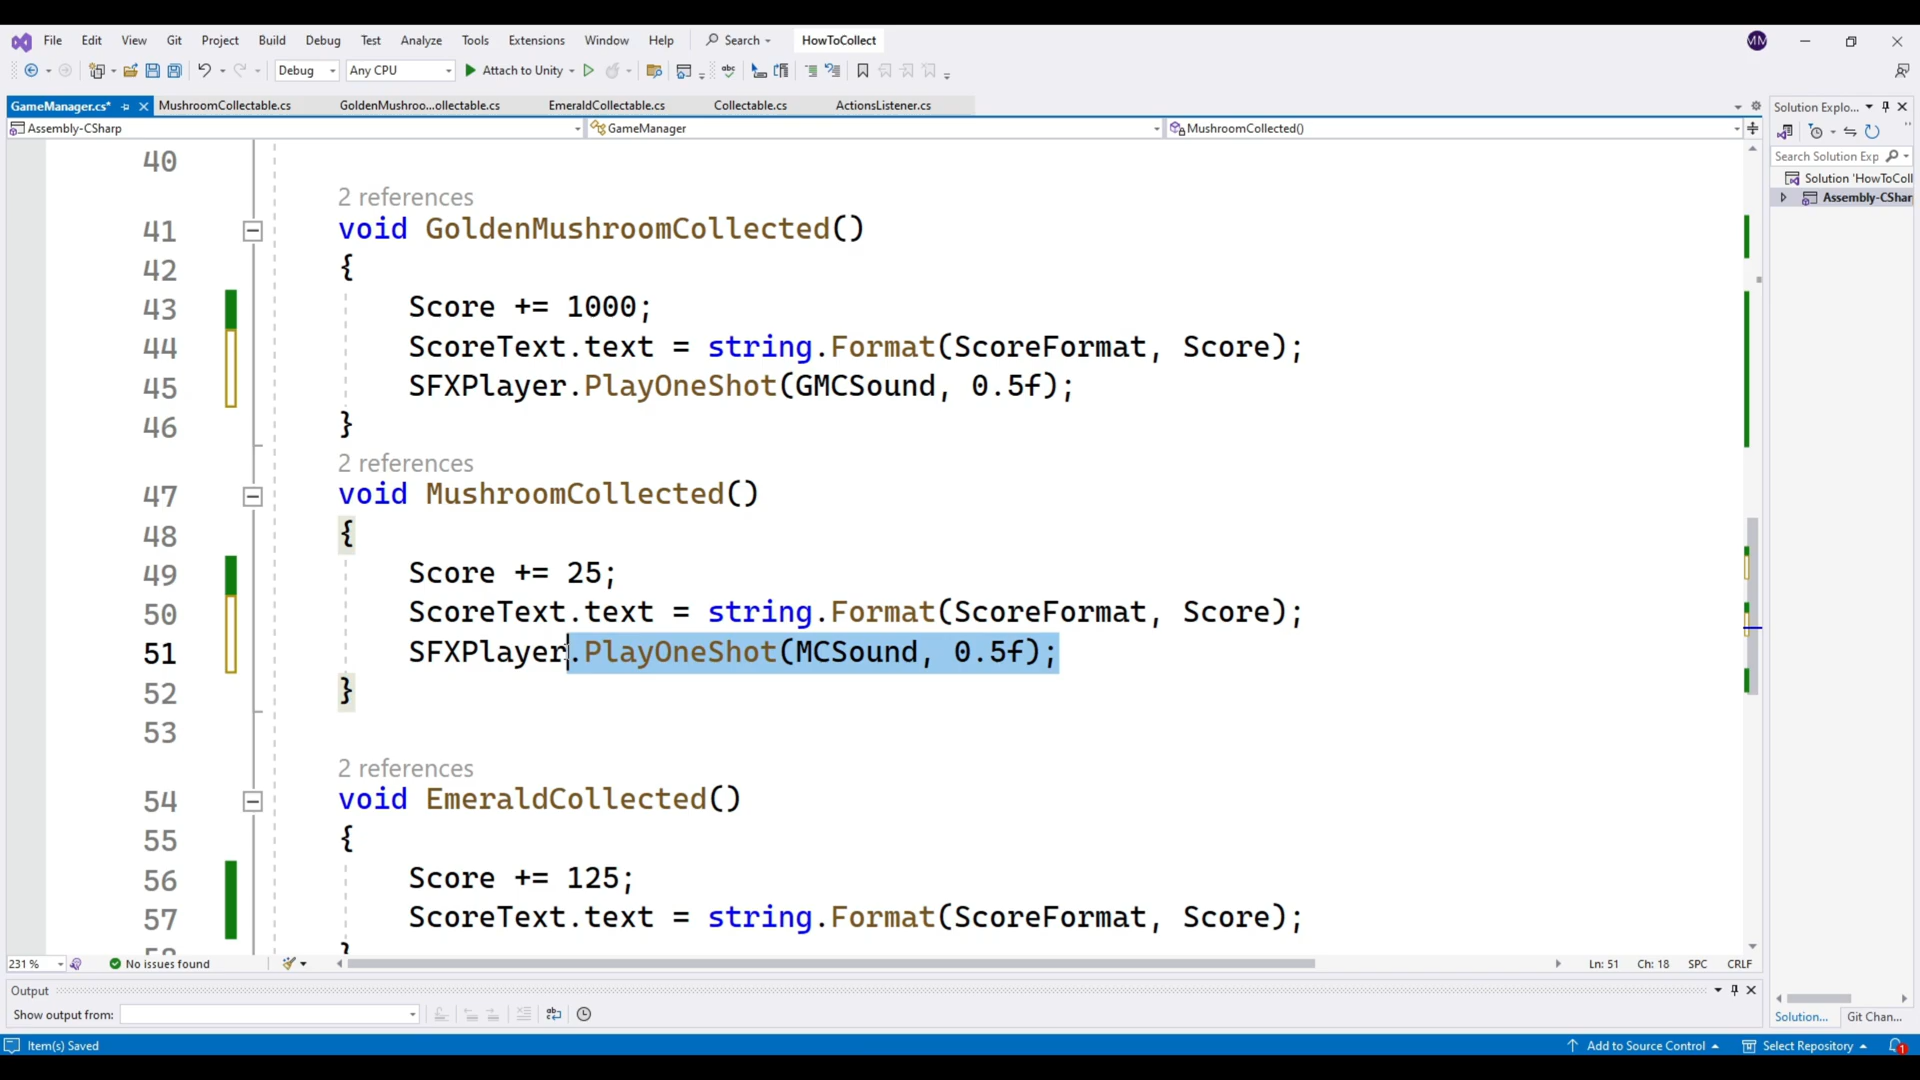 File Edit View Git Project Build Debug Test Analyze Tools Extensions Window Help Search HowToCollect MM
Debug Any CPU Attach to Unity
GameManager.cs* MushroomCollectable.cs GoldenMushroo...ollectable.cs EmeraldCollectable.cs Collectable.cs ActionsListener.cs
Assembly-CSharp GameManager MushroomCollected()
40
2 references
41 void GoldenMushroomCollected()
42 {
43 Score += 1000;
44 ScoreText.text = string.Format(ScoreFormat, Score);
45 SFXPlayer.PlayOneShot(GMCSound, 0.5f);
46 }
2 references
47 void MushroomCollected()
48 {
49 Score += 25;
50 ScoreText.text = string.Format(ScoreFormat, Score);
51 SFXPlayer.PlayOneShot(MCSound, 0.5f);
52 }
53
2 references
54 void EmeraldCollected()
55 {
56 Score += 125;
57 ScoreText.text = string.Format(ScoreFormat, Score);
Solution Explo...
Search Solution Exp
Solution 'HowToColl
Assembly-CShar
231 % No issues found Ln: 51 Ch: 18 SPC CRLF
Output
Show output from:
Solution... Git Chan...
Item(s) Saved Add to Source Control Select Repository 1